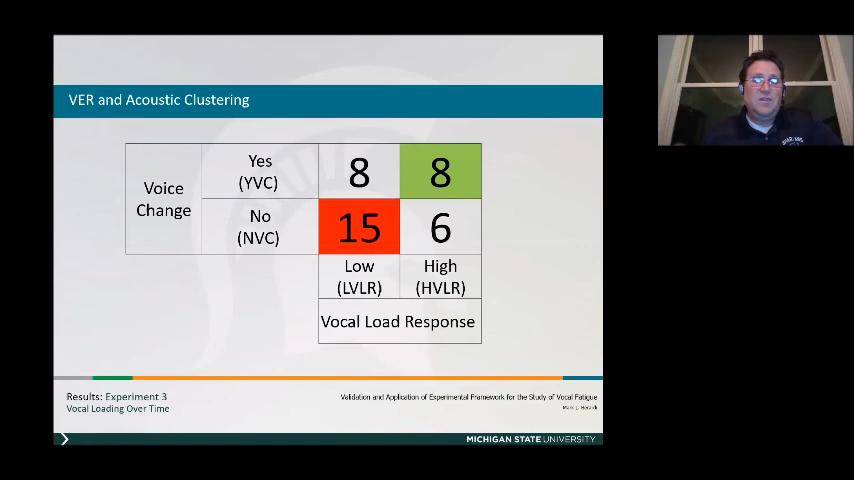 VER and Acoustic Clustering
Voice
Change
Yes
(YVC)
8
8
No
(NVC)
15
6
Low
(LVLR)
High
(HVLR)
Vocal Load Response
Results: Experiment 3
Vocal Loading Over Time
Validation and Application of Experimental Framework for the Study of Vocal Fatigue
Mark L. Berardi
MICHIGAN STATE UNIVERSITY